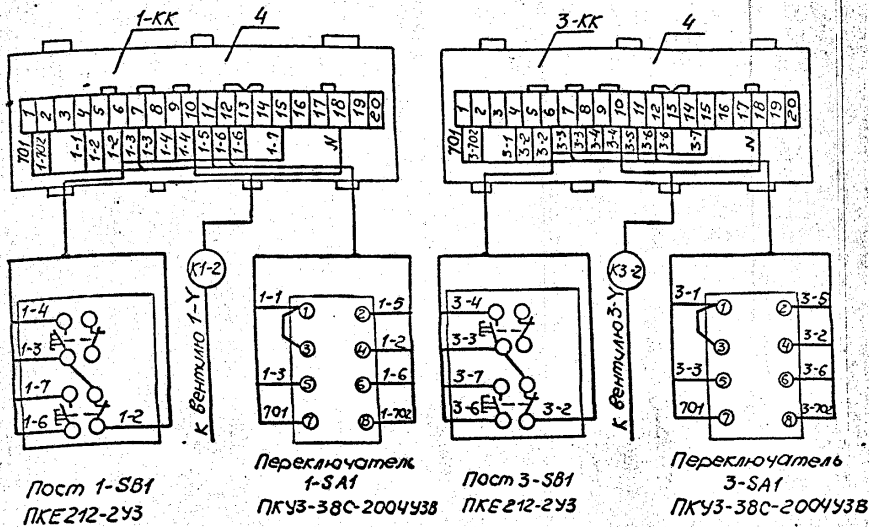 1-КК
4
1 2 3 4 5 6 7 8 9 10 11 12 13 14 15 16 17 18 19 20
701 1-702 1-1 1-2 1-2 1-3 1-3 1-4 1-4 1-5 1-6 1-6 1-7 N
3-КК
4
1 2 3 4 5 6 7 8 9 10 11 12 13 14 15 16 17 18 19 20
701 3-702 3-1 3-2 3-2 3-3 3-3 3-4 3-4 3-5 3-6 3-6 3-7 N
1-4
1-3
1-7
1-6
1-2
Пост 1-SB1
ПКЕ212-2У3
К1-2
К вентилю 1-Y
1-1 1 2 1-5
3 4 1-2
1-3 5 6 1-6
701 7 8 1-702
Переключатель
1-SA1
ПКУ3-38С-2004У3В
3-4
3-3
3-7
3-6
3-2
Пост 3-SB1
ПКЕ212-2У3
К3-2
К вентилю 3-Y
3-1 1 2 3-5
3 4 3-2
3-3 5 6 3-6
701 7 8 3-702
Переключатель
3-SA1
ПКУ3-38С-2004У3В